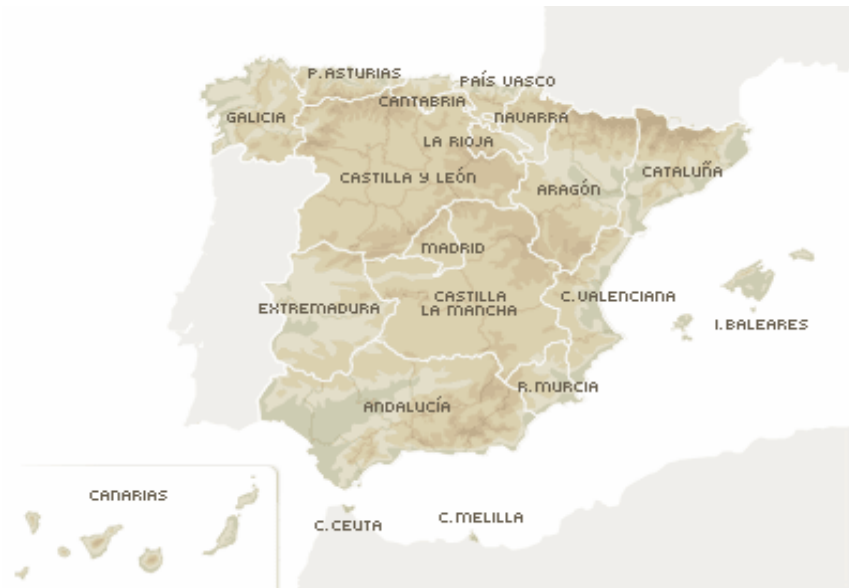 P. ASTURIAS
PAÍS VASCO
CANTABRIA
GALICIA
NAVARRA
LA RIOJA
CASTILLA Y LEÓN
ARAGÓN
CATALUÑA
MADRID
EXTREMADURA
CASTILLA
LA MANCHA
C. VALENCIANA
I. BALEARES
R. MURCIA
ANDALUCÍA
CANARIAS
C. CEUTA
C. MELILLA